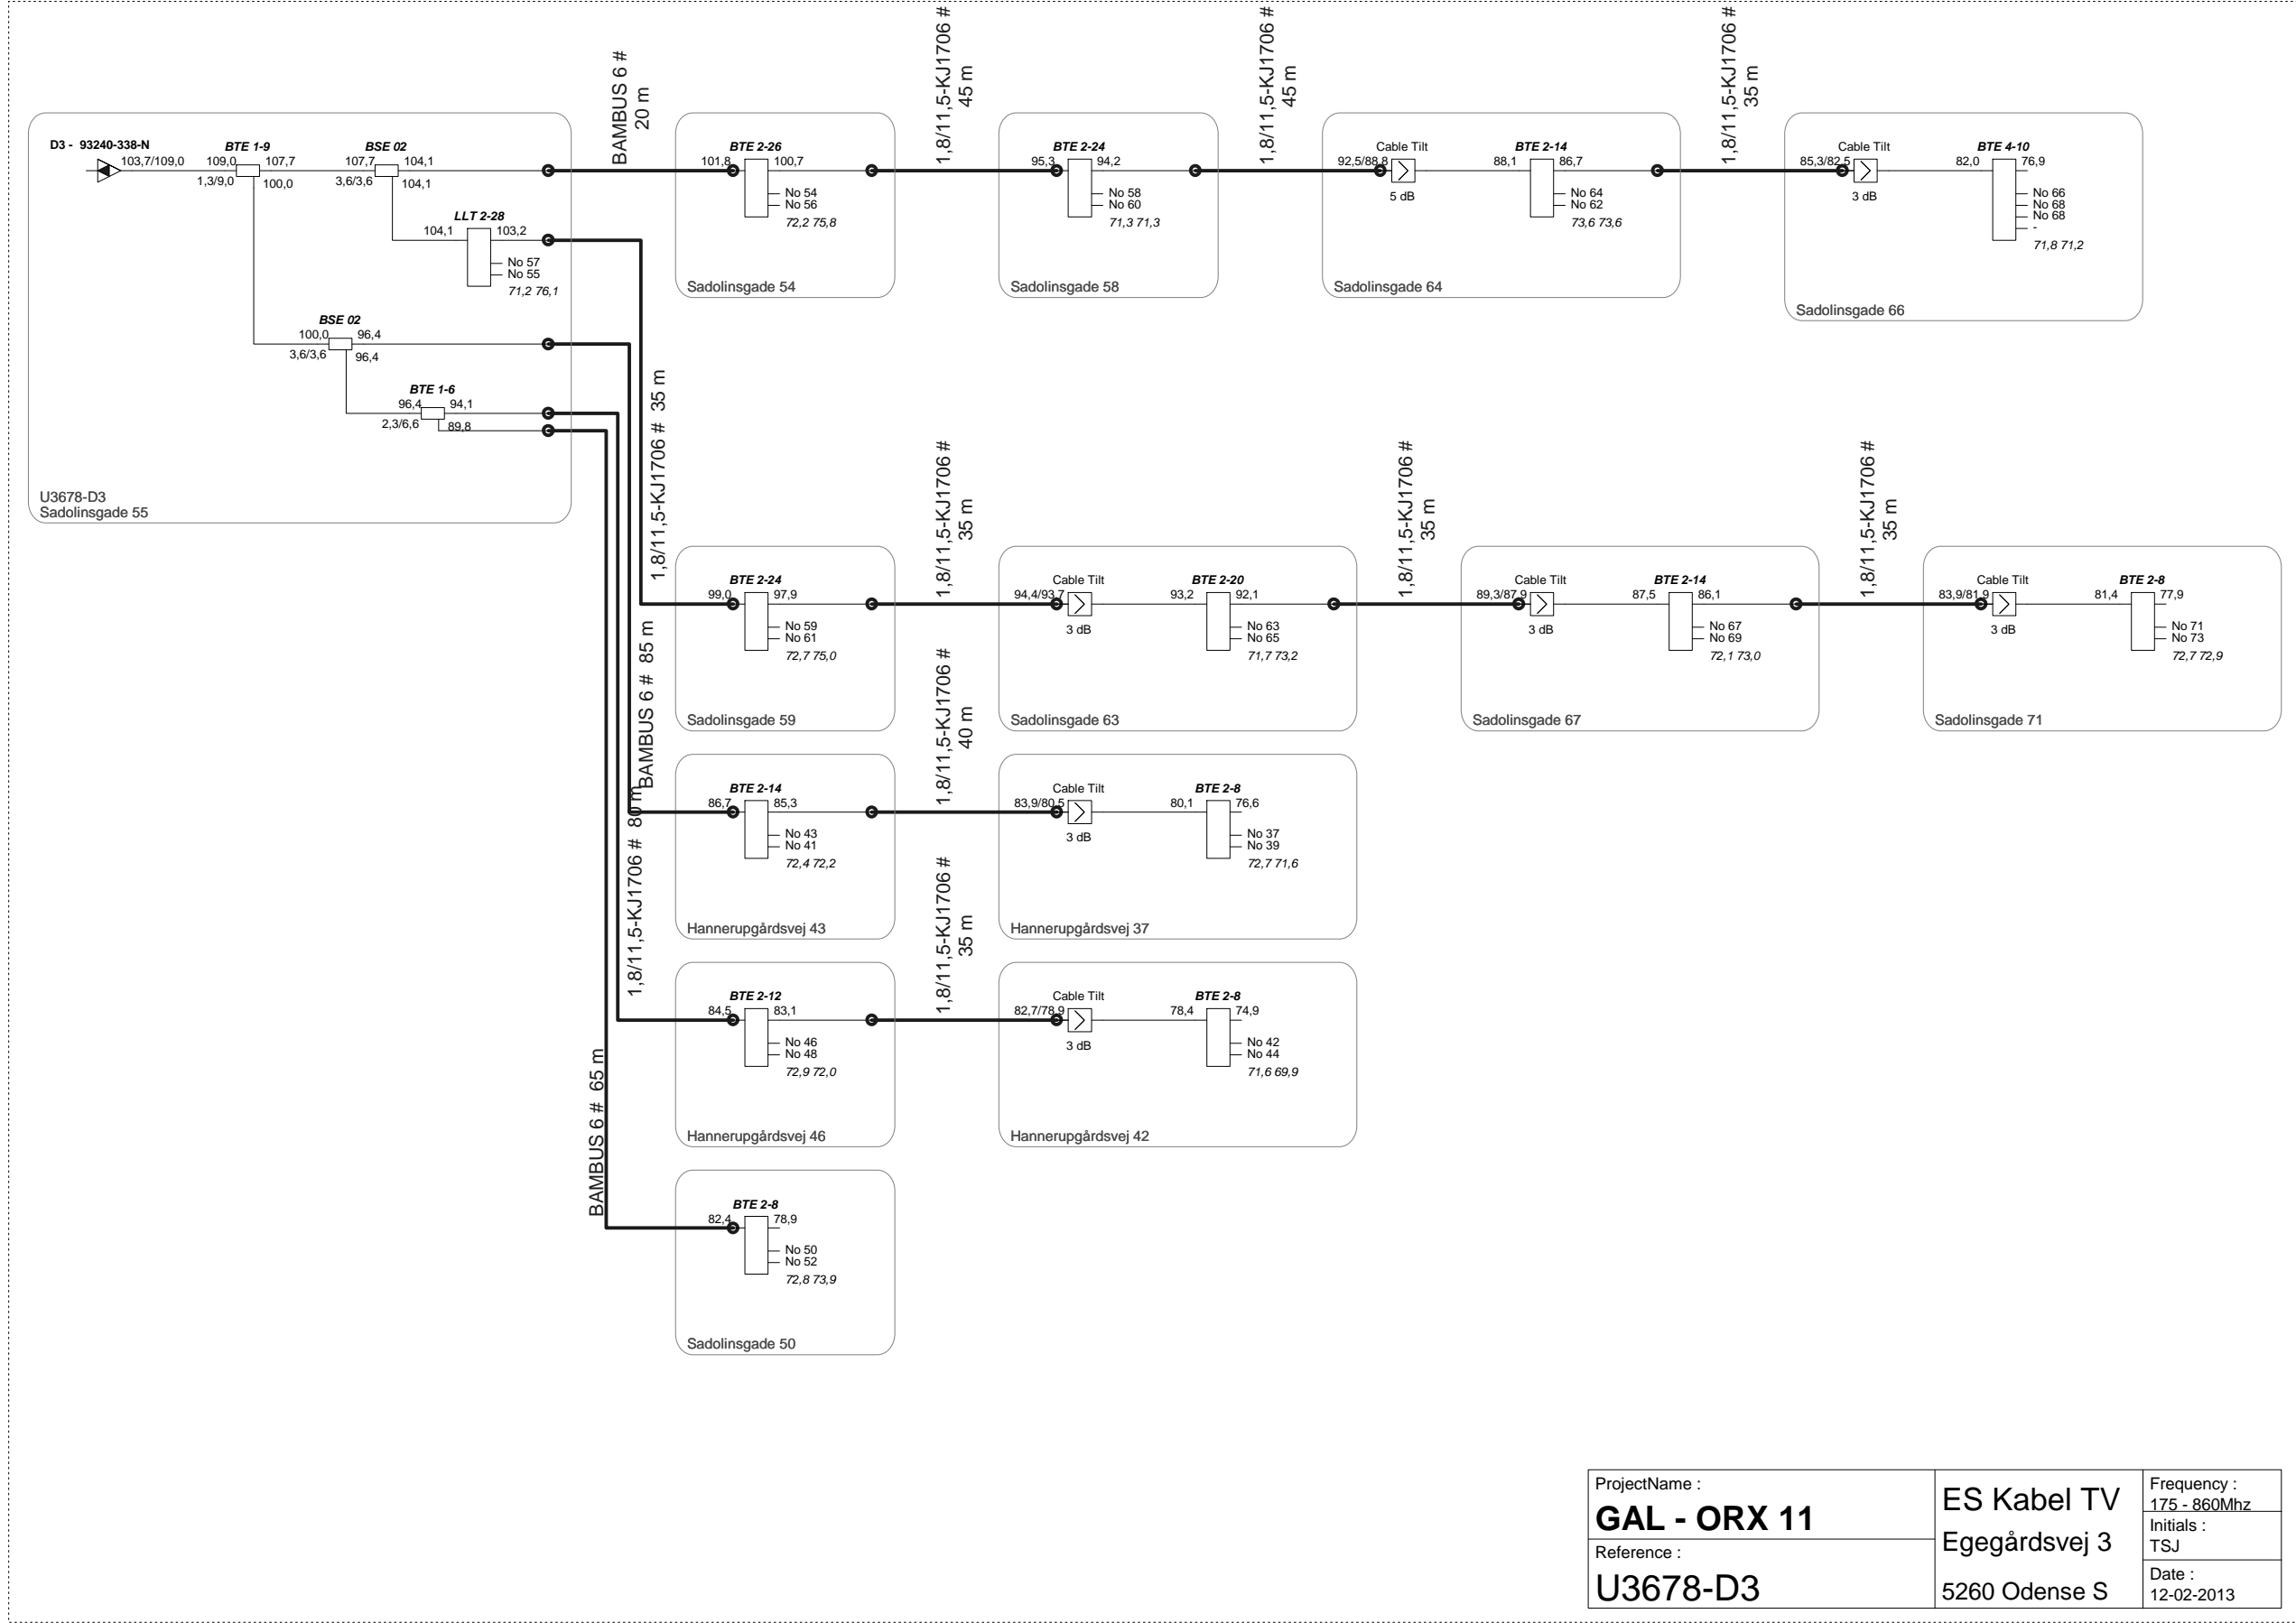 BAMBUS 6 #
20 m
1,8/11,5-KJ1706 #
45 m
1,8/11,5-KJ1706 #
45 m
1,8/11,5-KJ1706 #
35 m
D3 - 93240-338-N
103,7/109,0
BTE 1-9
109,0
107,7
1,3/9,0
100,0
BSE 02
107,7
104,1
3,6/3,6
104,1
LLT 2-28
104,1
103,2
No 57
No 55
71,2 76,1
BSE 02
100,0
96,4
3,6/3,6
96,4
BTE 1-6
96,4
94,1
2,3/6,6
89,8
U3678-D3
Sadolinsgade 55
BTE 2-26
101,8
100,7
No 54
No 56
72,2 75,8
Sadolinsgade 54
BTE 2-24
95,3
94,2
No 58
No 60
71,3 71,3
Sadolinsgade 58
Cable Tilt
92,5/88,8
5 dB
BTE 2-14
88,1
86,7
No 64
No 62
73,6 73,6
Sadolinsgade 64
Cable Tilt
85,3/82,5
3 dB
BTE 4-10
82,0
76,9
No 66
No 68
No 68
-
71,8 71,2
Sadolinsgade 66
1,8/11,5-KJ1706 # 35 m
1,8/11,5-KJ1706 #
35 m
1,8/11,5-KJ1706 #
35 m
1,8/11,5-KJ1706 #
35 m
BTE 2-24
99,0
97,9
No 59
No 61
72,7 75,0
Sadolinsgade 59
Cable Tilt
94,4/93,7
3 dB
BTE 2-20
93,2
92,1
No 63
No 65
71,7 73,2
Sadolinsgade 63
Cable Tilt
89,3/87,9
3 dB
BTE 2-14
87,5
86,1
No 67
No 69
72,1 73,0
Sadolinsgade 67
Cable Tilt
83,9/81,9
3 dB
BTE 2-8
81,4
77,9
No 71
No 73
72,7 72,9
Sadolinsgade 71
BAMBUS 6 # 85 m
1,8/11,5-KJ1706 #
40 m
BTE 2-14
86,7
85,3
No 43
No 41
72,4 72,2
Hannerupgårdsvej 43
Cable Tilt
83,9/80,5
3 dB
BTE 2-8
80,1
76,6
No 37
No 39
72,7 71,6
Hannerupgårdsvej 37
1,8/11,5-KJ1706 # 80 m
1,8/11,5-KJ1706 #
35 m
BTE 2-12
84,5
83,1
No 46
No 48
72,9 72,0
Hannerupgårdsvej 46
Cable Tilt
82,7/78,9
3 dB
BTE 2-8
78,4
74,9
No 42
No 44
71,6 69,9
Hannerupgårdsvej 42
BAMBUS 6 # 65 m
BTE 2-8
82,4
78,9
No 50
No 52
72,8 73,9
Sadolinsgade 50
ProjectName :
GAL - ORX 11
Reference :
U3678-D3
ES Kabel TV
Egegårdsvej 3
5260 Odense S
Frequency :
175 - 860Mhz
Initials :
TSJ
Date :
12-02-2013